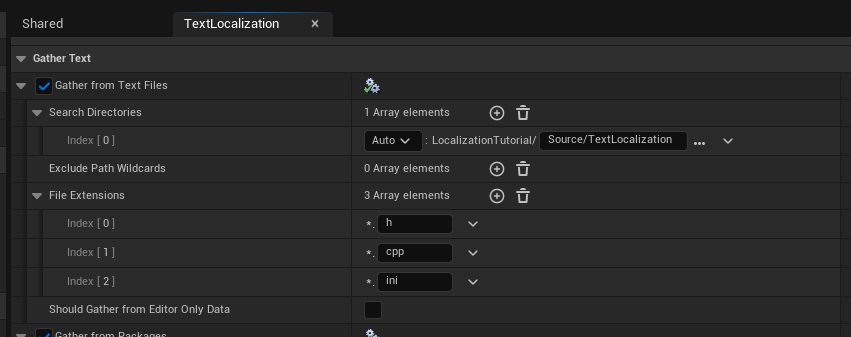 Shared TextLocalization ×
Gather Text
Gather from Text Files
Search Directories 1 Array elements
Index [ 0 ] Auto : LocalizationTutorial/ Source/TextLocalization ...
Exclude Path Wildcards 0 Array elements
File Extensions 3 Array elements
Index [ 0 ] *. h
Index [ 1 ] *. cpp
Index [ 2 ] *. ini
Should Gather from Editor Only Data
Gather from Packages